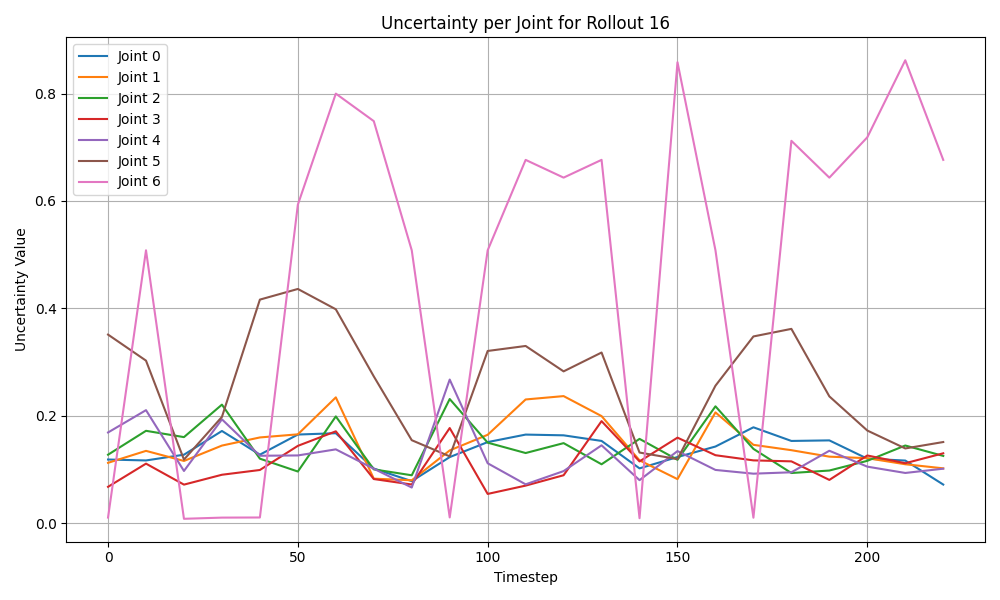 Uncertainty per Joint for Rollout 16
Joint 0
Joint 1
Joint 2
Joint 3
Joint 4
Joint 5
Joint 6
Uncertainty Value
0.8
0.6
0.4
0.2
0.0
0
50
100
150
200
Timestep